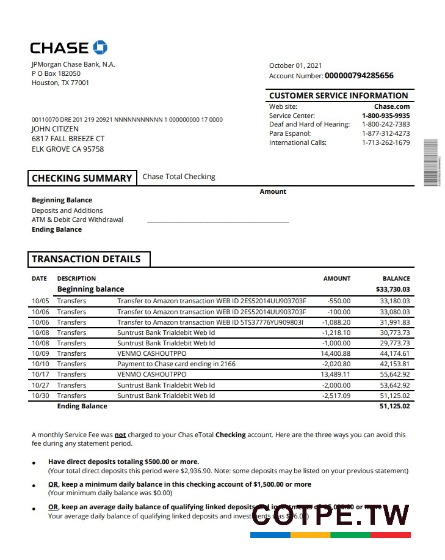 CHASE
JPMorgan Chase Bank, N.A.
P O Box 182050
Houston, TX 77001
October 01, 2021
Account Number: 000000794285656
CUSTOMER SERVICE INFORMATION
Web site: Chase.com
Service Center: 1-800-935-9935
Deaf and Hard of Hearing: 1-800-242-7383
Para Espanol: 1-877-312-4273
International Calls: 1-713-262-1679
00110070 DRE 201 219 20921 NNNNNNNNNNN 1 000000000 17 0000
JOHN CITIZEN
6817 FALL BREEZE CT
ELK GROVE CA 95758
CHECKING SUMMARY Chase Total Checking
Amount
Beginning Balance
Deposits and Additions
ATM & Debit Card Withdrawal
Ending Balance
TRANSACTION DETAILS
DATE DESCRIPTION AMOUNT BALANCE
Beginning balance $33,730.03
10/05 Transfers Transfer to Amazon transaction WEB ID 2ES52014UU903703F -550.00 33,180.03
10/06 Transfers Transfer to Amazon transaction WEB ID 2ES52014UU903703F -100.00 33,080.03
10/06 Transfers Transfer to Amazon transaction WEB ID 5TS37776YU909803I -1,088.20 31,991.83
10/08 Transfers Suntrust Bank Trialdebit Web Id -1,218.10 30,773.73
10/08 Transfers Suntrust Bank Trialdebit Web Id -1,000.00 29,773.73
10/09 Transfers VENMO CASHOUTPPO 14,400.88 44,174.61
10/10 Transfers Payment to Chase card ending in 2166 -2,020.80 42,153.81
10/17 Transfers VENMO CASHOUTPPO 13,489.11 55,642.92
10/27 Transfers Suntrust Bank Trialdebit Web Id -2,000.00 53,642.92
10/30 Transfers Suntrust Bank Trialdebit Web Id -2,517.09 51,125.02
Ending Balance $1,125.02
A monthly Service Fee was not charged to your Chas eTotal Checking account. Here are the three ways you can avoid this
fee during any statement period.
• Have direct deposits totaling $500.00 or more.
(Your total direct deposits this period were $2,936.90. Note: some deposits may be listed on your previous statement)
• OR, keep a minimum daily balance in this checking account of $1,500.00 or more
(Your minimum daily balance was $0.00)
• OR, keep an average daily balance of qualifying linked deposits
Your average daily balance of qualifying linked deposits and